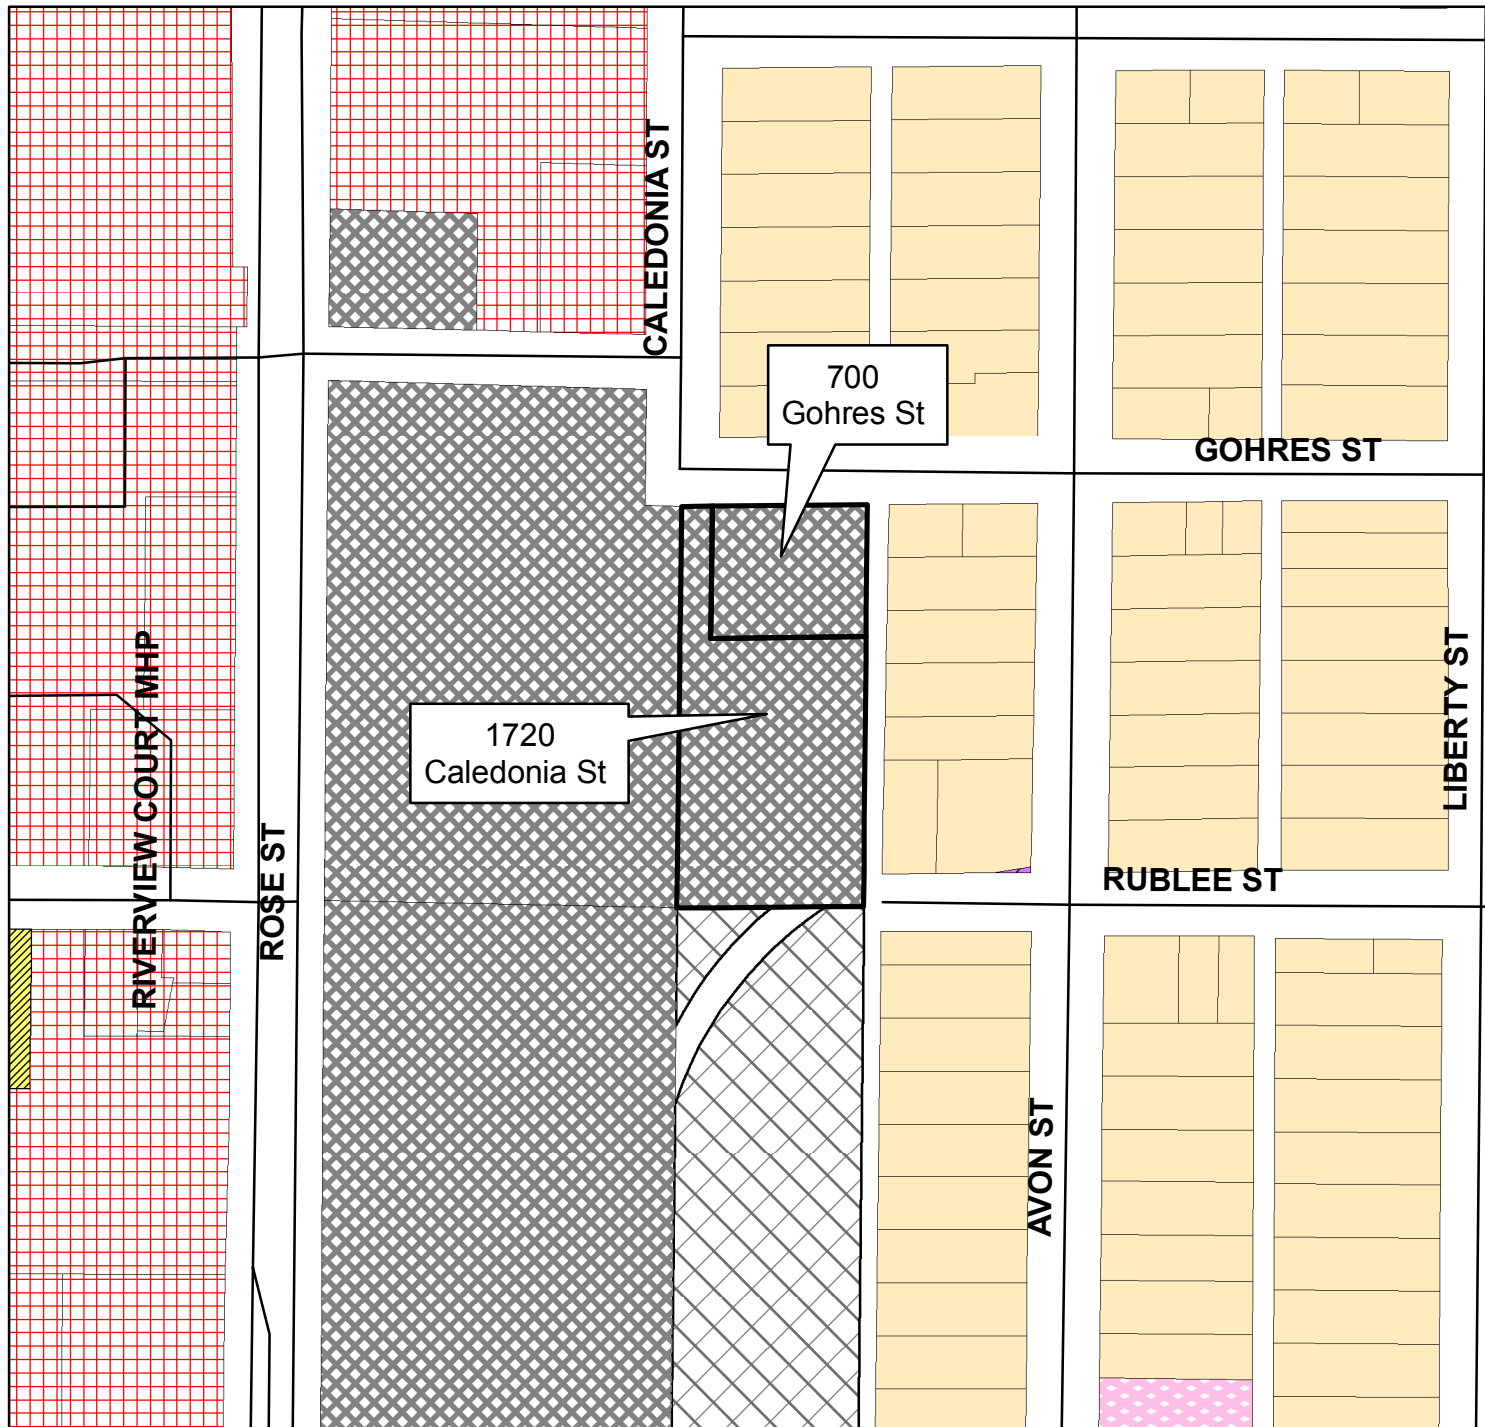 CALEDONIA ST
700
Gohres St
GOHRES ST
1720
Caledonia St
RIVERVIEW COURT MHP
ROSE ST
LIBERTY ST
RUBLEE ST
AVON ST